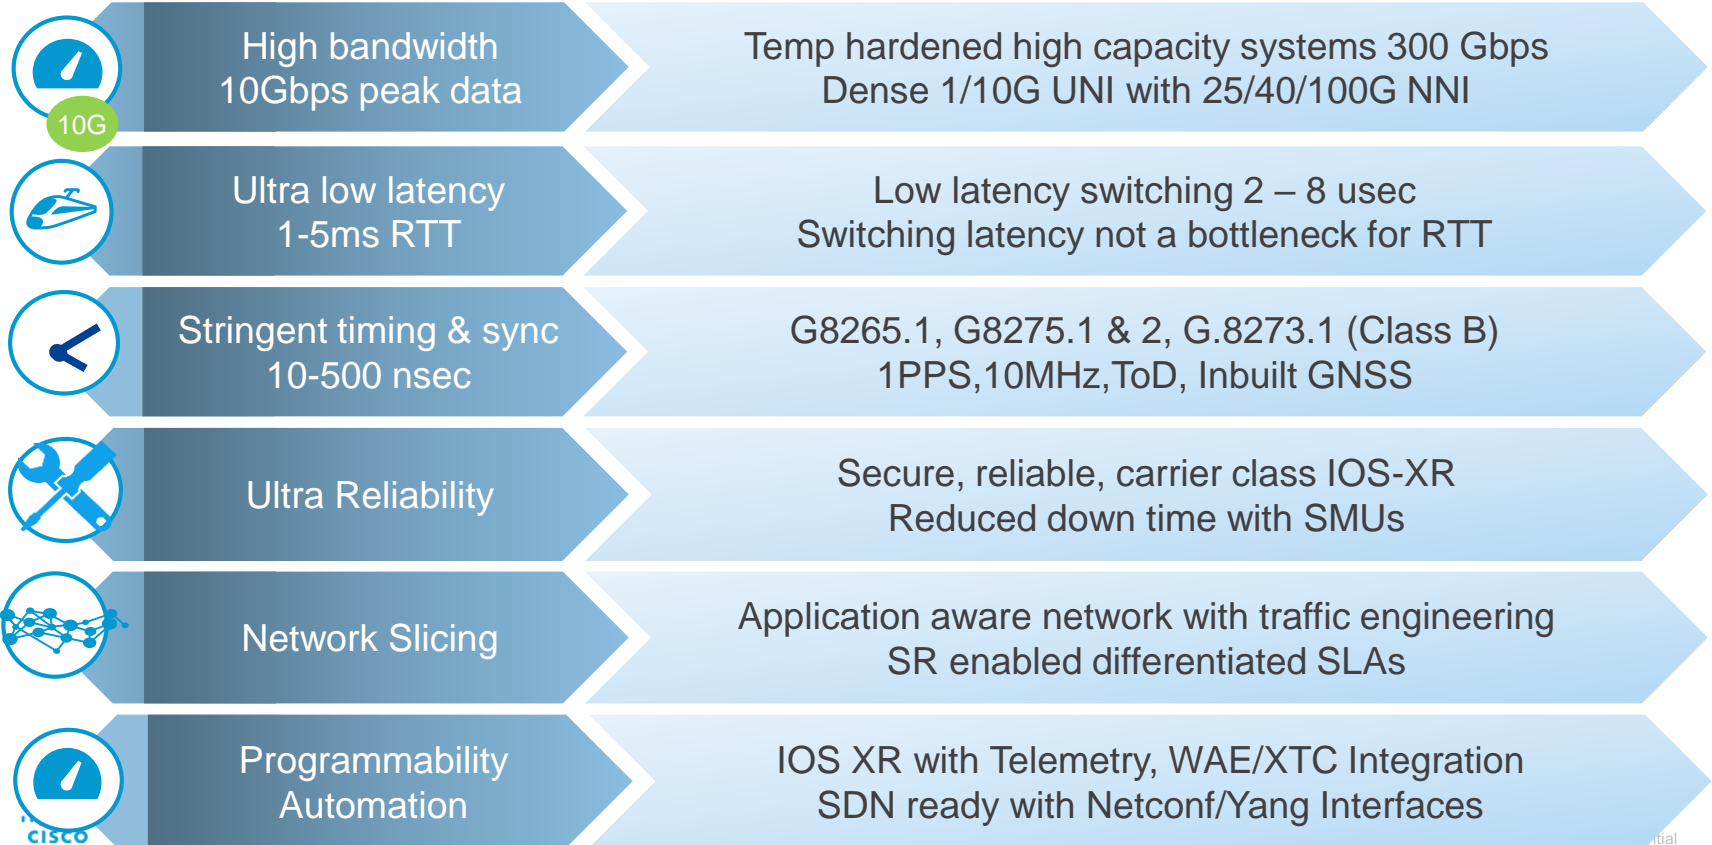 High bandwidth
10Gbps peak data
Temp hardened high capacity systems 300 Gbps
Dense 1/10G UNI with 25/40/100G NNI
10G
Ultra low latency
1-5ms RTT
Low latency switching 2 – 8 usec
Switching latency not a bottleneck for RTT
Stringent timing & sync
10-500 nsec
G8265.1, G8275.1 & 2, G.8273.1 (Class B)
1PPS,10MHz,ToD, Inbuilt GNSS
Ultra Reliability
Secure, reliable, carrier class IOS-XR
Reduced down time with SMUs
Network Slicing
Application aware network with traffic engineering
SR enabled differentiated SLAs
Programmability
Automation
IOS XR with Telemetry, WAE/XTC Integration
SDN ready with Netconf/Yang Interfaces
CISCO